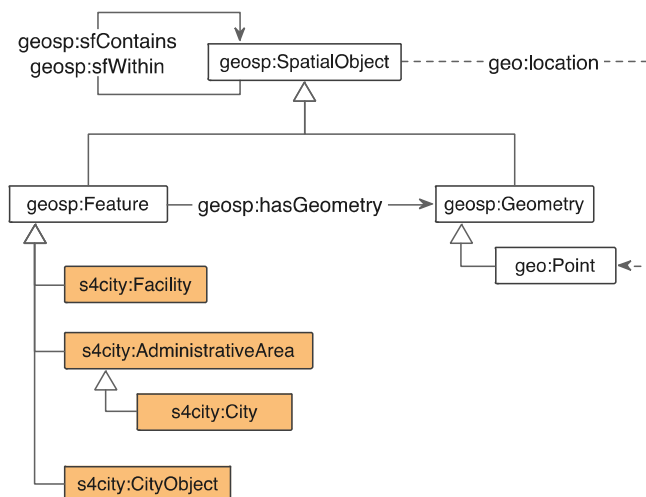 geosp:sfContains
geosp:sfWithin
geosp:SpatialObject
geo:location
geosp:Feature
geosp:hasGeometry
geosp:Geometry
geo:Point
s4city:Facility
s4city:AdministrativeArea
s4city:City
s4city:CityObject